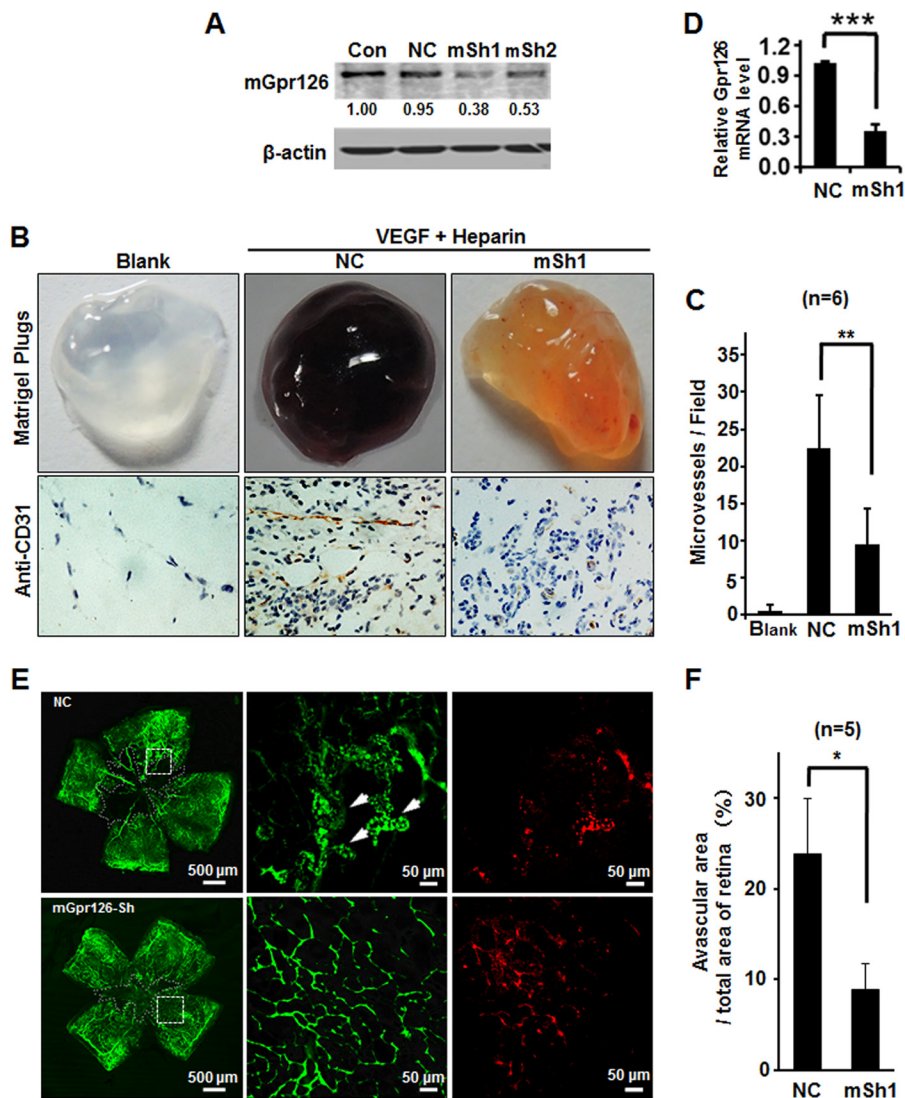 A
Con NC mSh1 mSh2
mGpr126
1.00 0.95 0.38 0.53
β-actin
D
***
Relative Gpr126
mRNA level
1.2
0.9
0.6
0.3
0.0
NC mSh1
B
VEGF + Heparin
Blank NC mSh1
Matrigel Plugs
Anti-CD31
C
(n=6)
**
Microvessels / Field
35
30
25
20
15
10
5
0
Blank NC mSh1
E
NC
500 µm
50 µm
50 µm
mGpr126-Sh
500 µm
50 µm
50 µm
F
(n=5)
*
Avascular area
/ total area of retina (%)
30
20
10
0
NC mSh1